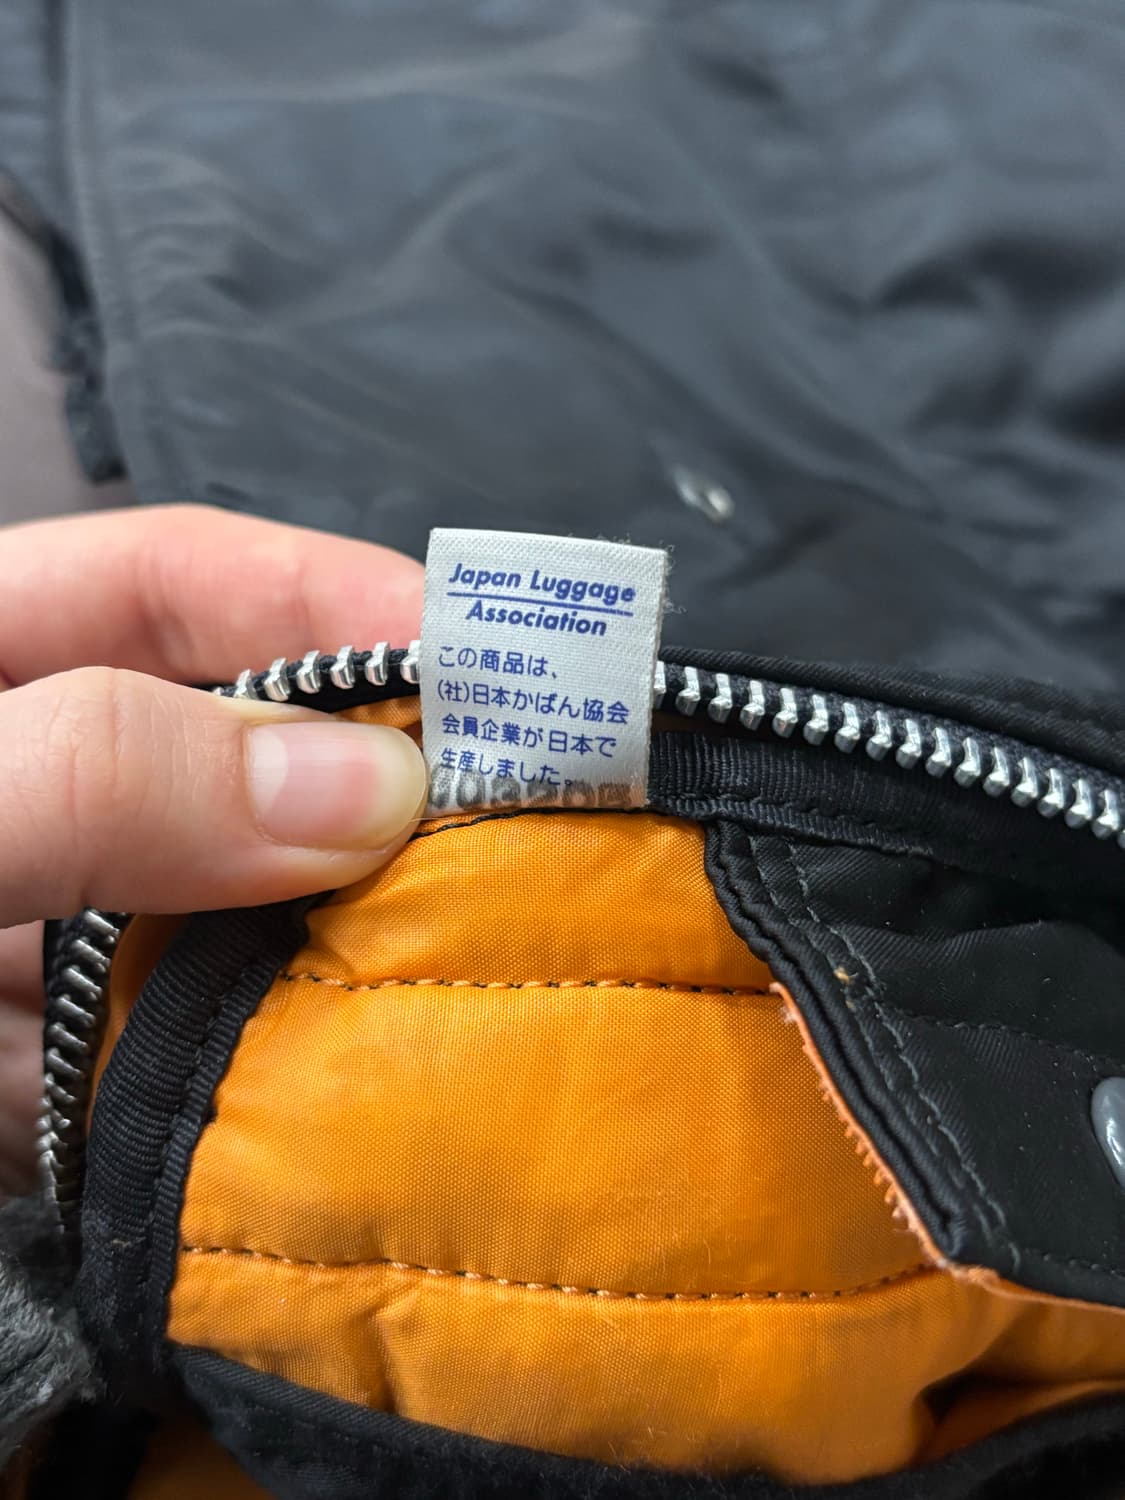 Japan Luggage
Association
この商品は、
(社)日本かばん協会
会員企業が日本で
生産しました。